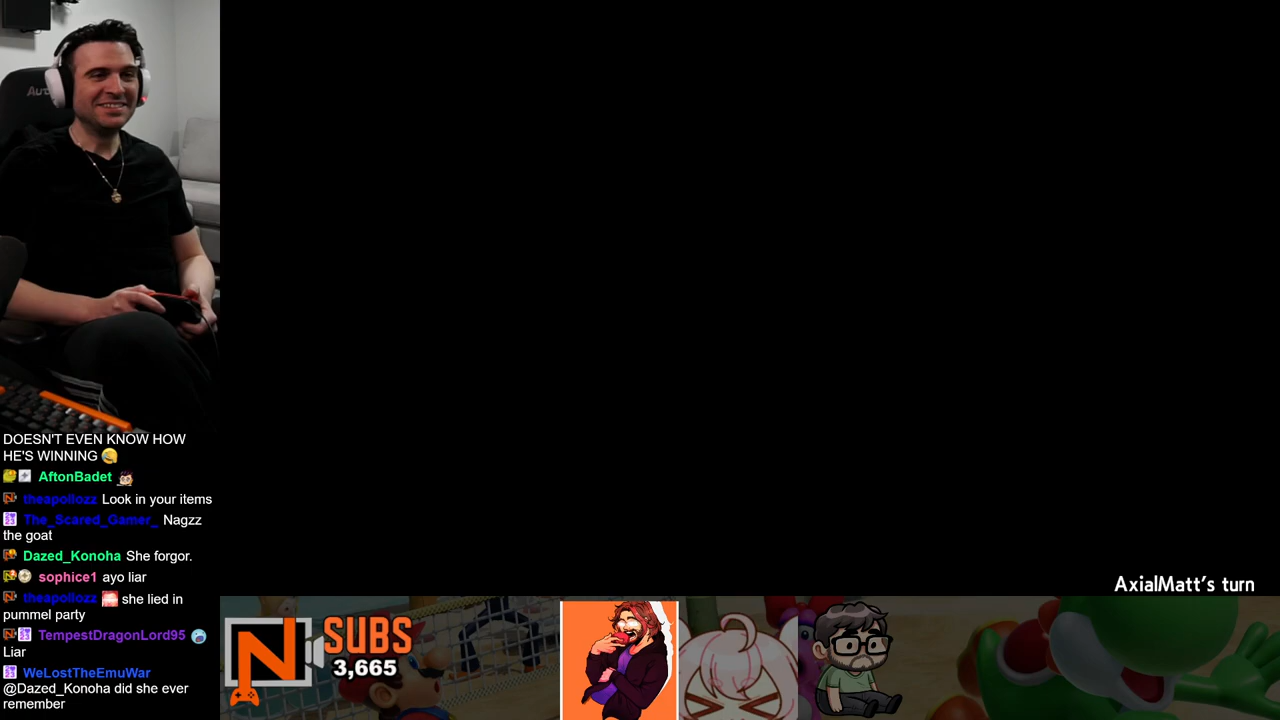 Aut
DOESN'T EVEN KNOW HOW
HE'S WINNING
AftonBadet
theapollozz Look in your items
The_Scared_Gamer_ Nagzz
the goat
Dazed_Konoha She forgor.
sophice1 ayo liar
theapollozz she lied in
pummel party
TempestDragonLord95
Liar
WeLostTheEmuWar
@Dazed_Konoha did she ever
remember
AxialMatt's turn
N SUBS
3,665